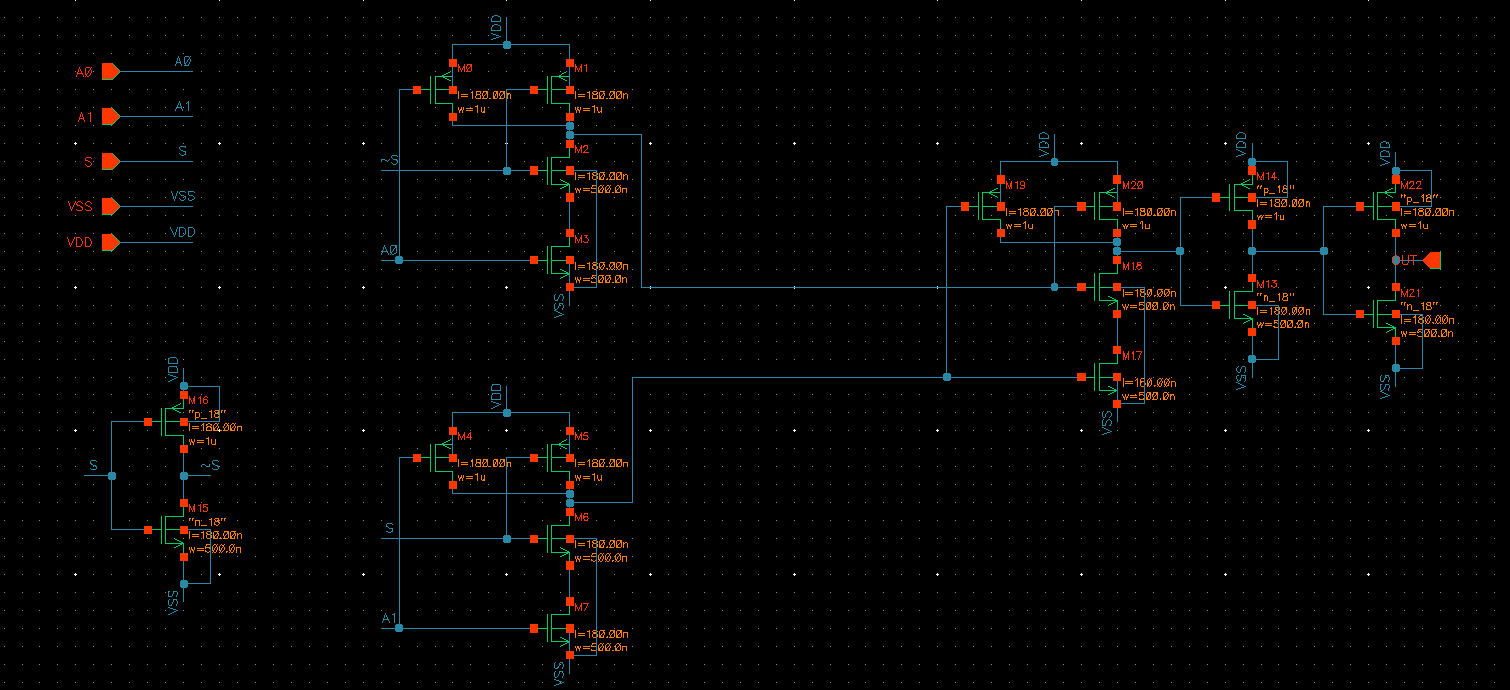 A0
A0
A1
A1
S
S
VSS
VSS
VDD
VDD
VDD
M0
l=180.00n
w=1u
M1
l=180.00n
w=1u
~S
M2
l=180.00n
w=500.0n
A0
M3
l=180.00n
w=500.0n
VSS
VDD
M19
l=180.00n
w=1u
M20
l=180.00n
w=1u
M18
l=180.00n
w=500.0n
M17
l=180.00n
w=500.0n
VSS
VDD
M14
"p_18"
l=180.00n
w=1u
M13
"n_18"
l=180.00n
w=500.0n
VSS
VDD
M22
"p_18"
l=180.00n
w=1u
UT
M21
"n_18"
l=180.00n
w=500.0n
VSS
VDD
M16
"p_18"
l=180.00n
w=1u
S
~S
M15
"n_18"
l=180.00n
w=500.0n
VSS
VDD
M4
l=180.00n
w=1u
M5
l=180.00n
w=1u
S
M6
l=180.00n
w=500.0n
A1
M7
l=180.00n
w=500.0n
VSS